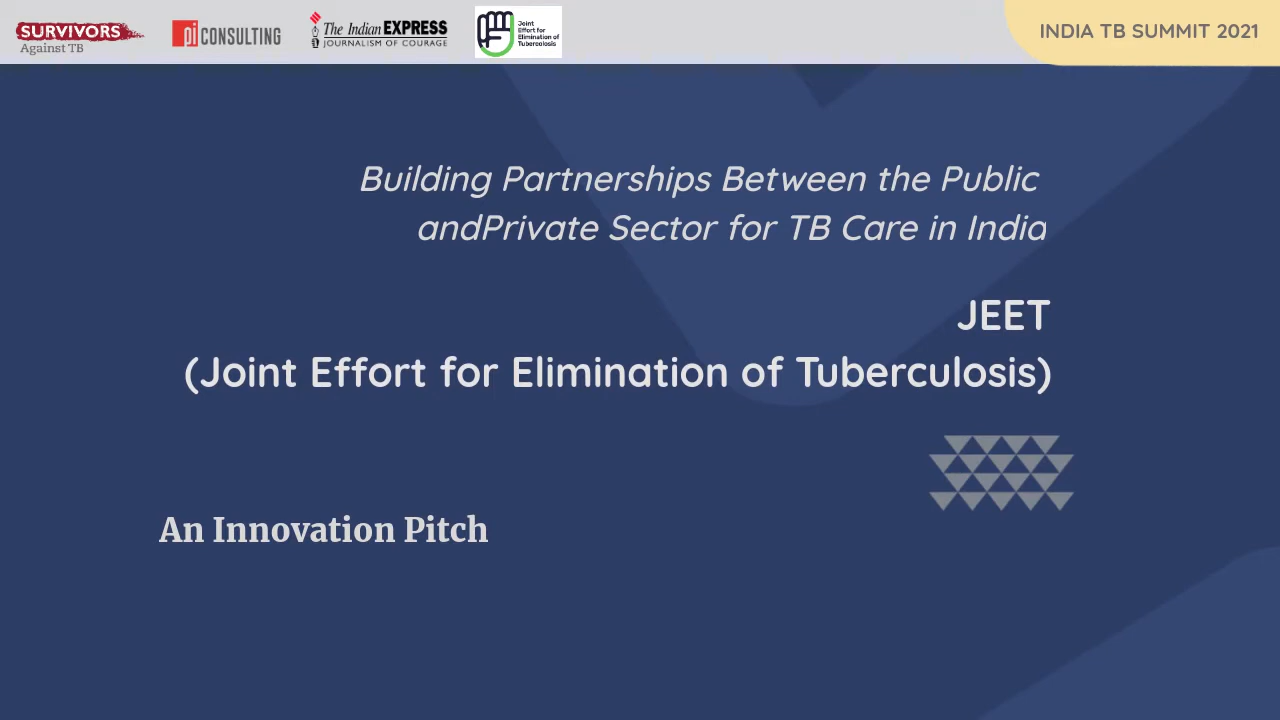 SURVIVORS
Against TB
pi CONSULTING
The Indian EXPRESS
JOURNALISM OF COURAGE
Joint
Effort for
Elimination of
Tuberculosis
INDIA TB SUMMIT 2021
Building Partnerships Between the Public
andPrivate Sector for TB Care in India
JEET
(Joint Effort for Elimination of Tuberculosis)
An Innovation Pitch